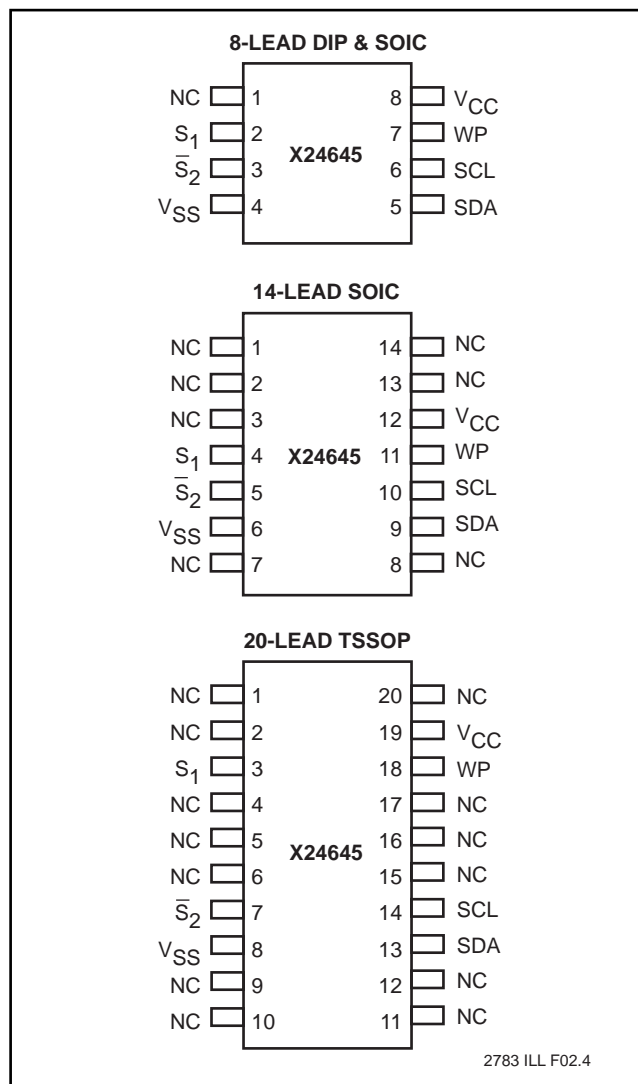 8-LEAD DIP & SOIC
NC 1 8 VCC
S1 2 7 WP
X24645
S̅2 3 6 SCL
VSS 4 5 SDA
14-LEAD SOIC
NC 1 14 NC
NC 2 13 NC
NC 3 12 VCC
S1 4 X24645 11 WP
S̅2 5 10 SCL
VSS 6 9 SDA
NC 7 8 NC
20-LEAD TSSOP
NC 1 20 NC
NC 2 19 VCC
S1 3 18 WP
NC 4 17 NC
NC 5 16 NC
X24645
NC 6 15 NC
S̅2 7 14 SCL
VSS 8 13 SDA
NC 9 12 NC
NC 10 11 NC
2783 ILL F02.4